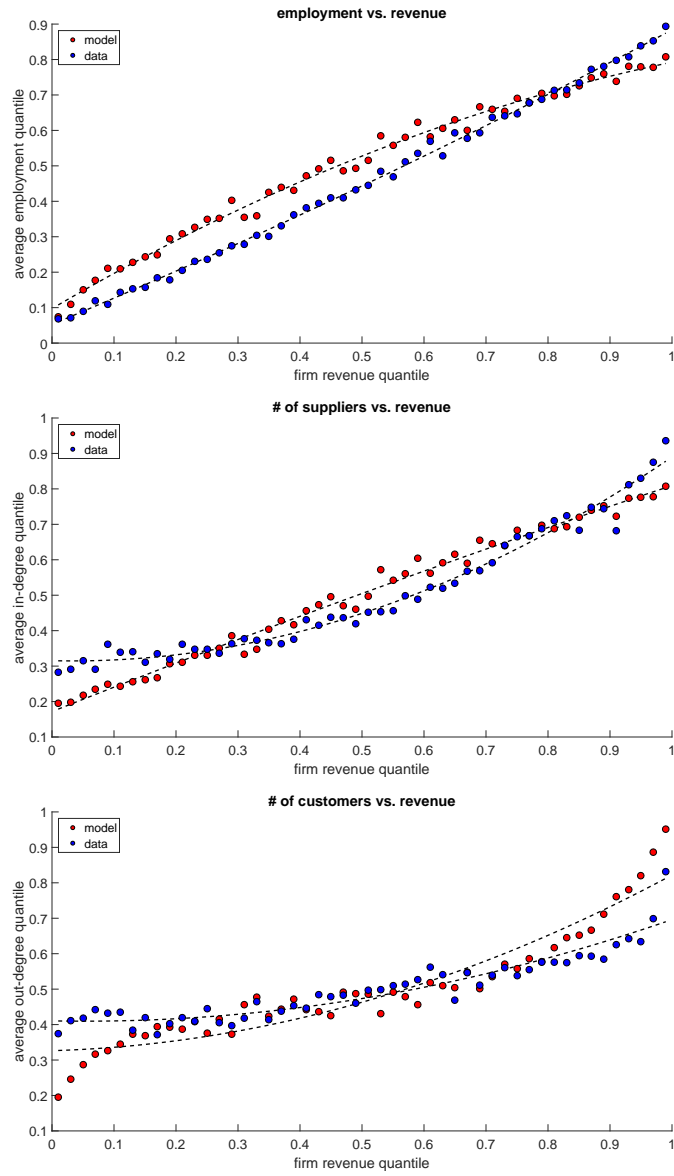 employment vs. revenue
0.9
model
data
0.8
0.7
0.6
0.5
0.4
0.3
0.2
0.1
0
average employment quantile
0 0.1 0.2 0.3 0.4 0.5 0.6 0.7 0.8 0.9 1
firm revenue quantile
# of suppliers vs. revenue
1
model
data
0.9
0.8
0.7
0.6
0.5
0.4
0.3
0.2
0.1
average in-degree quantile
0 0.1 0.2 0.3 0.4 0.5 0.6 0.7 0.8 0.9 1
firm revenue quantile
# of customers vs. revenue
1
model
data
0.9
0.8
0.7
0.6
0.5
0.4
0.3
0.2
0.1
average out-degree quantile
0 0.1 0.2 0.3 0.4 0.5 0.6 0.7 0.8 0.9 1
firm revenue quantile